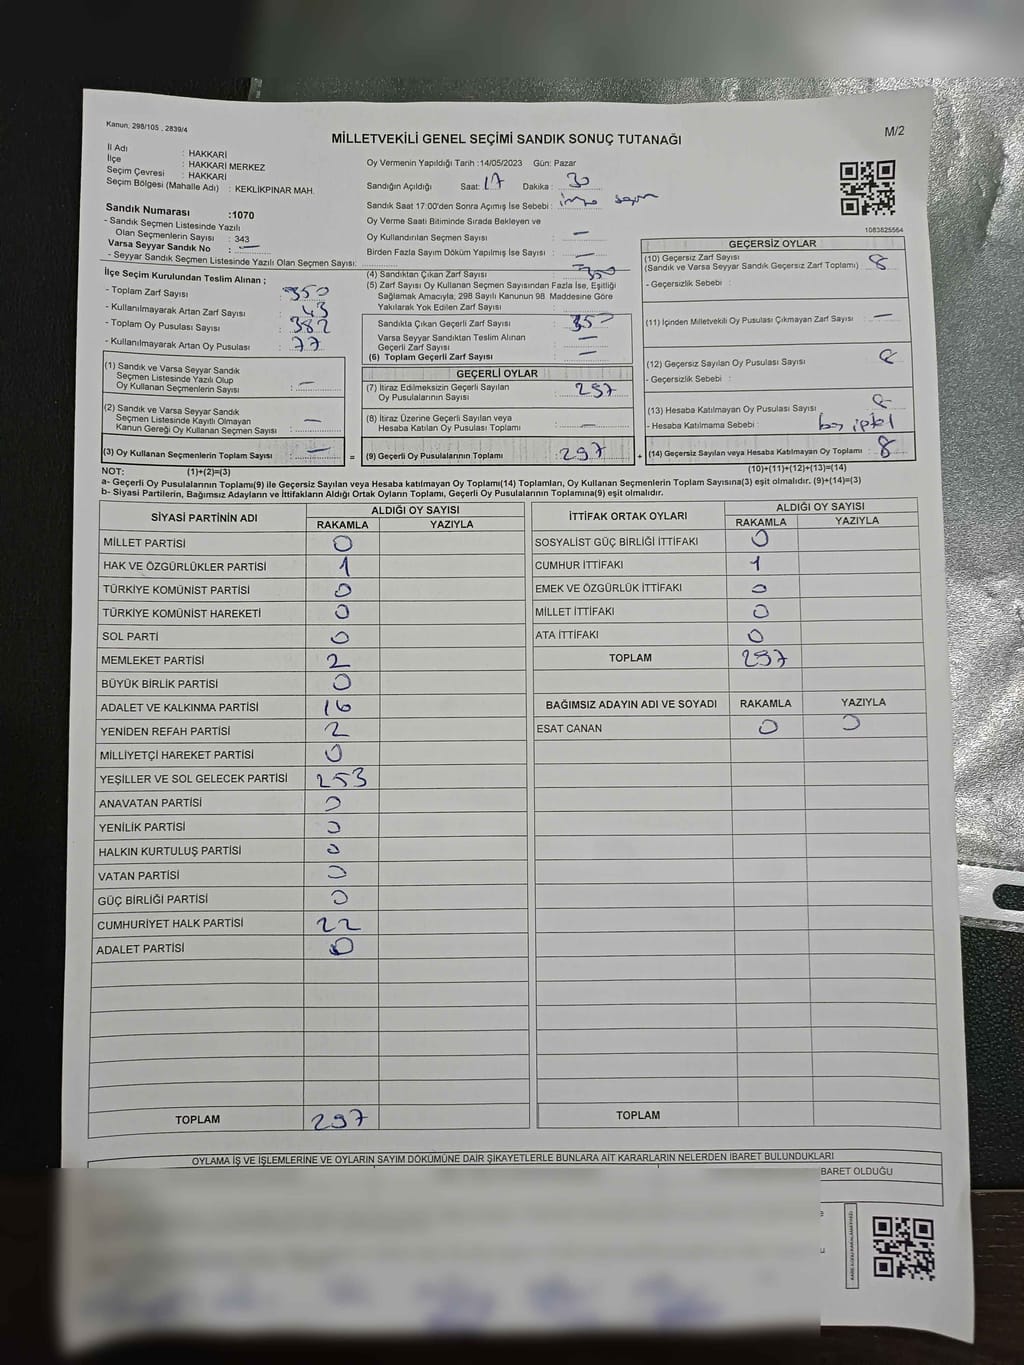 Kanun; 298/105 , 2839/4
M/2
MİLLETVEKİLİ GENEL SEÇİMİ SANDIK SONUÇ TUTANAĞI
İl Adı : HAKKARİ
İlçe : HAKKARİ MERKEZ
Seçim Çevresi : HAKKARİ
Seçim Bölgesi (Mahalle Adı) : KEKLİKPINAR MAH.
Oy Vermenin Yapıldığı Tarih :14/05/2023 Gün: Pazar
Sandığın Açıldığı Saat: 17 Dakika : 30
Sandık Saat 17:00'den Sonra Açımış İse Sebebi :
Oy Verme Saati Bitiminde Sırada Bekleyen ve
Oy Kullandırılan Seçmen Sayısı : —
Birden Fazla Sayım Döküm Yapılmış İse Sayısı : —
Sandık Numarası :1070
- Sandık Seçmen Listesinde Yazılı
Olan Seçmenlerin Sayısı : 343
Varsa Seyyar Sandık No : —
- Seyyar Sandık Seçmen Listesinde Yazılı Olan Seçmen Sayısı:
İlçe Seçim Kurulundan Teslim Alınan ;
- Toplam Zarf Sayısı : 350
- Kullanılmayarak Artan Zarf Sayısı : 43
- Toplam Oy Pusulası Sayısı : 382
- Kullanılmayarak Artan Oy Pusulası : 77
(1) Sandık ve Varsa Seyyar Sandık
Seçmen Listesinde Yazılı Olup
Oy Kullanan Seçmenlerin Sayısı : —
(2) Sandık ve Varsa Seyyar Sandık
Seçmen Listesinde Kayıtlı Olmayan
Kanun Gereği Oy Kullanan Seçmen Sayısı : —
(3) Oy Kullanan Seçmenlerin Toplam Sayısı : —
(4) Sandıktan Çıkan Zarf Sayısı : 350
(5) Zarf Sayısı Oy Kullanan Seçmen Sayısından Fazla İse, Eşitliği
Sağlamak Amacıyla, 298 Sayılı Kanunun 98. Maddesine Göre
Yakılarak Yok Edilen Zarf Sayısı :
Sandıkta Çıkan Geçerli Zarf Sayısı : 350
Varsa Seyyar Sandıktan Teslim Alınan
Geçerli Zarf Sayısı : —
(6) Toplam Geçerli Zarf Sayısı : —
GEÇERLİ OYLAR
(7) İtiraz Edilmeksizin Geçerli Sayılan
Oy Pusulalarının Sayısı : 297
(8) İtiraz Üzerine Geçerli Sayılan veya
Hesaba Katılan Oy Pusulası Toplamı : —
= (9) Geçerli Oy Pusulalarının Toplamı : 297
1083825564
GEÇERSİZ OYLAR
(10) Geçersiz Zarf Sayısı
(Sandık ve Varsa Seyyar Sandık Geçersiz Zarf Toplamı) : 8
- Geçersizlik Sebebi :
(11) İçinden Milletvekili Oy Pusulası Çıkmayan Zarf Sayısı : —
(12) Geçersiz Sayılan Oy Pusulası Sayısı : 8
- Geçersizlik Sebebi :
(13) Hesaba Katılmayan Oy Pusulası Sayısı : 8
- Hesaba Katılmama Sebebi :
+ (14) Geçersiz Sayılan veya Hesaba Katılmayan Oy Toplamı : 8
NOT: (1)+(2)=(3)
(10)+(11)+(12)+(13)=(14)
a- Geçerli Oy Pusulalarının Toplamı(9) ile Geçersiz Sayılan veya Hesaba katılmayan Oy Toplamı(14) Toplamları, Oy Kullanan Seçmenlerin Toplam Sayısına(3) eşit olmalıdır. (9)+(14)=(3)
b- Siyasi Partilerin, Bağımsız Adayların ve İttifakların Aldığı Ortak Oyların Toplamı, Geçerli Oy Pusulalarının Toplamına(9) eşit olmalıdır.
SİYASİ PARTİNİN ADI ALDIĞI OY SAYISI
RAKAMLA YAZIYLA
MİLLET PARTİSİ 0
HAK VE ÖZGÜRLÜKLER PARTİSİ 1
TÜRKİYE KOMÜNİST PARTİSİ 0
TÜRKİYE KOMÜNİST HAREKETİ 0
SOL PARTİ 0
MEMLEKET PARTİSİ 2
BÜYÜK BİRLİK PARTİSİ 0
ADALET VE KALKINMA PARTİSİ 16
YENİDEN REFAH PARTİSİ 2
MİLLİYETÇİ HAREKET PARTİSİ 0
YEŞİLLER VE SOL GELECEK PARTİSİ 253
ANAVATAN PARTİSİ 0
YENİLİK PARTİSİ 0
HALKIN KURTULUŞ PARTİSİ 0
VATAN PARTİSİ 0
GÜÇ BİRLİĞİ PARTİSİ 0
CUMHURİYET HALK PARTİSİ 22
ADALET PARTİSİ 0
TOPLAM 297
İTTİFAK ORTAK OYLARI ALDIĞI OY SAYISI
RAKAMLA YAZIYLA
SOSYALİST GÜÇ BİRLİĞİ İTTİFAKI 0
CUMHUR İTTİFAKI 1
EMEK VE ÖZGÜRLÜK İTTİFAKI 0
MİLLET İTTİFAKI 0
ATA İTTİFAKI 0
TOPLAM 297
BAĞIMSIZ ADAYIN ADI VE SOYADI RAKAMLA YAZIYLA
ESAT CANAN 0 0
TOPLAM
OYLAMA İŞ VE İŞLEMLERİNE VE OYLARIN SAYIM DÖKÜMÜNE DAİR ŞİKAYETLERLE BUNLARA AİT KARARLARIN NELERDEN İBARET BULUNDUKLARI
İBARET OLDUĞU